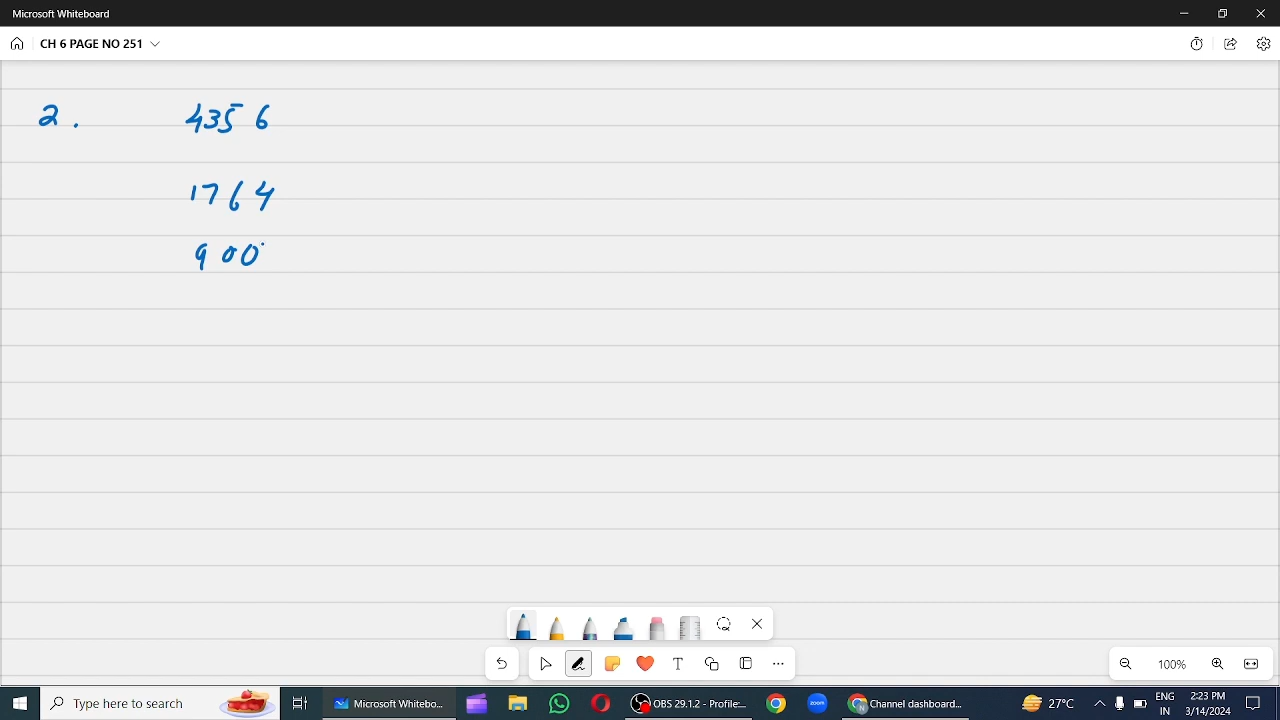 Microsoft Whiteboard
CH 6 PAGE NO 251
2. 4356
1764
900
100%
Type here to search
Microsoft Whitebo...
OBS 29.1.2 - Profile:...
zoom
Channel dashboard...
27°C
ENG
IN
2:23 PM
3/14/2024